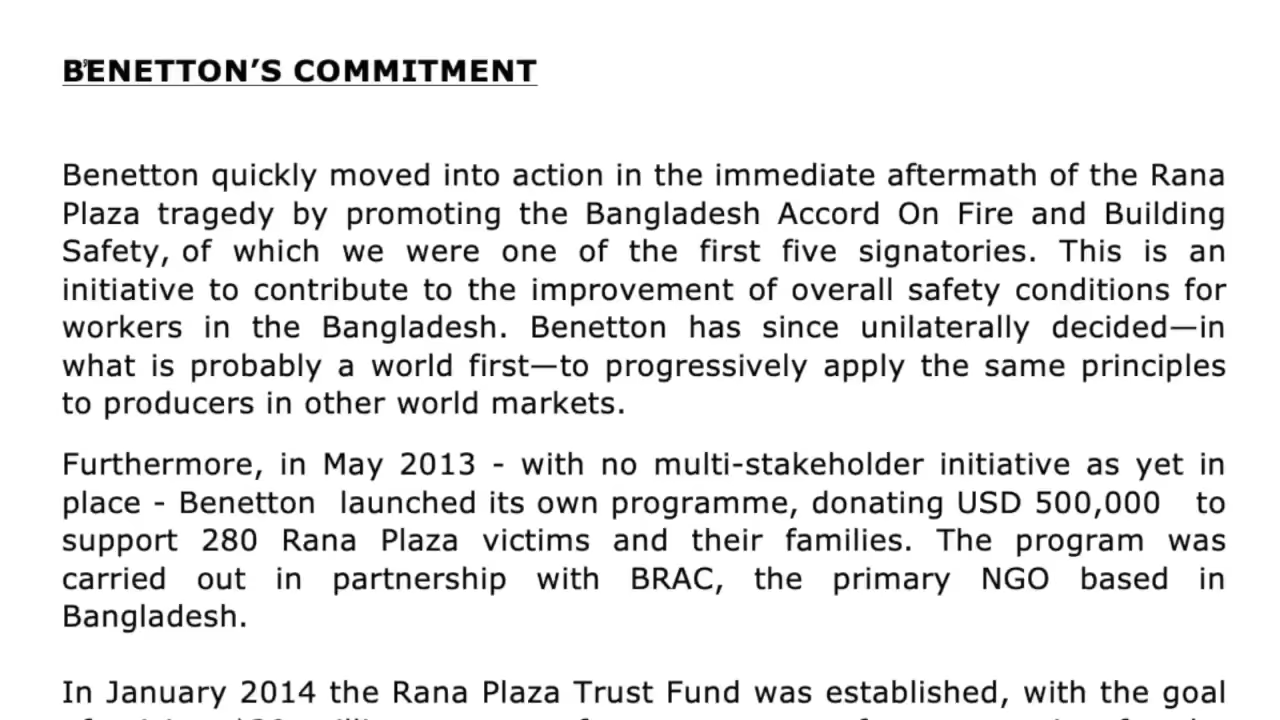 BENETTON'S COMMITMENT
Benetton quickly moved into action in the immediate aftermath of the Rana
Plaza tragedy by promoting the Bangladesh Accord On Fire and Building
Safety, of which we were one of the first five signatories. This is an
initiative to contribute to the improvement of overall safety conditions for
workers in the Bangladesh. Benetton has since unilaterally decided—in
what is probably a world first—to progressively apply the same principles
to producers in other world markets.
Furthermore, in May 2013 - with no multi-stakeholder initiative as yet in
place - Benetton launched its own programme, donating USD 500,000 to
support 280 Rana Plaza victims and their families. The program was
carried out in partnership with BRAC, the primary NGO based in
Bangladesh.
In January 2014 the Rana Plaza Trust Fund was established, with the goal